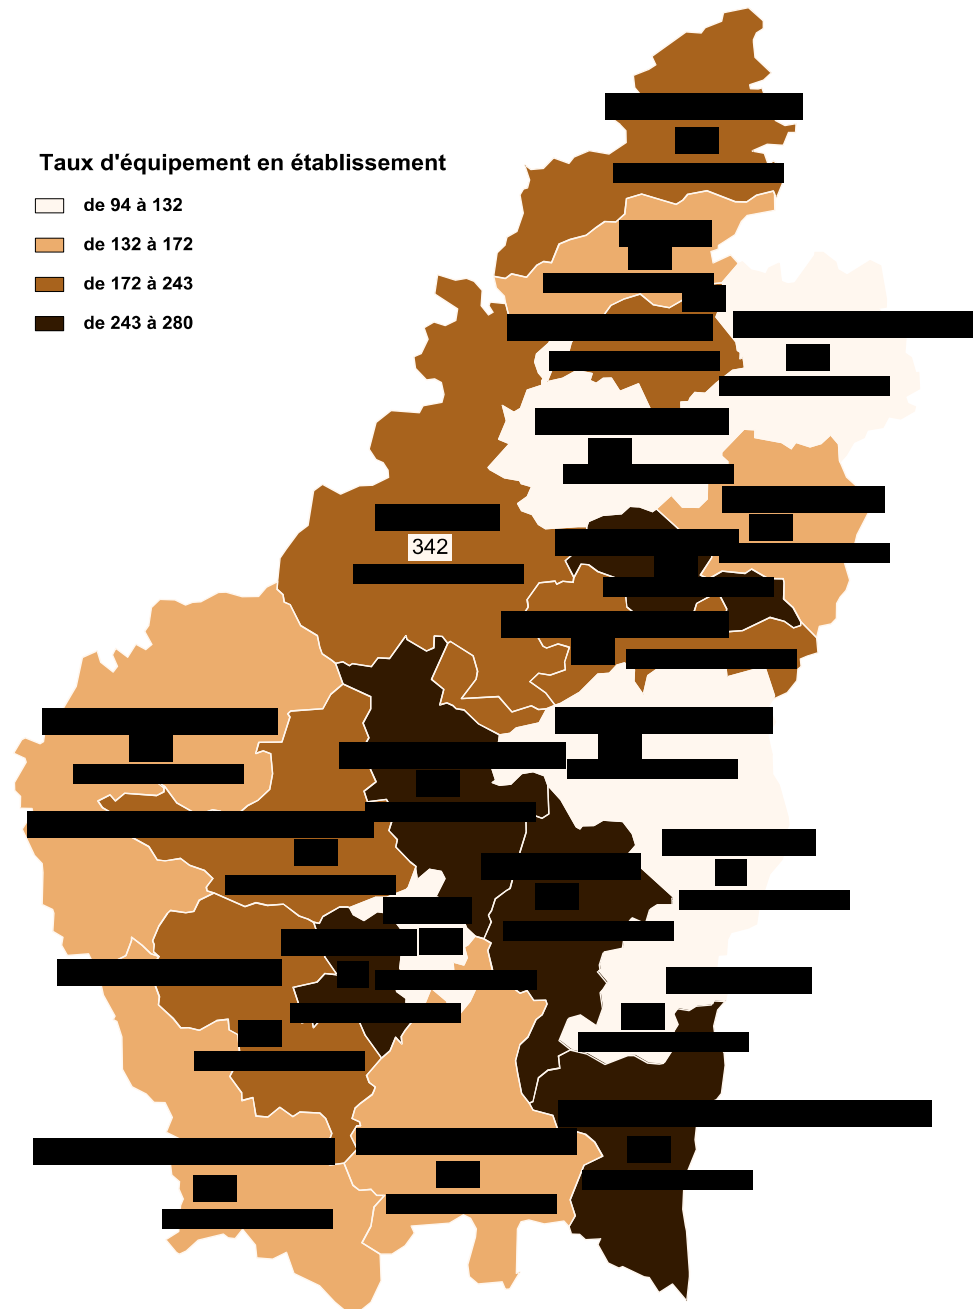 Taux d'équipement en établissement
de 94 à 132
de 132 à 172
de 172 à 243
de 243 à 280
342